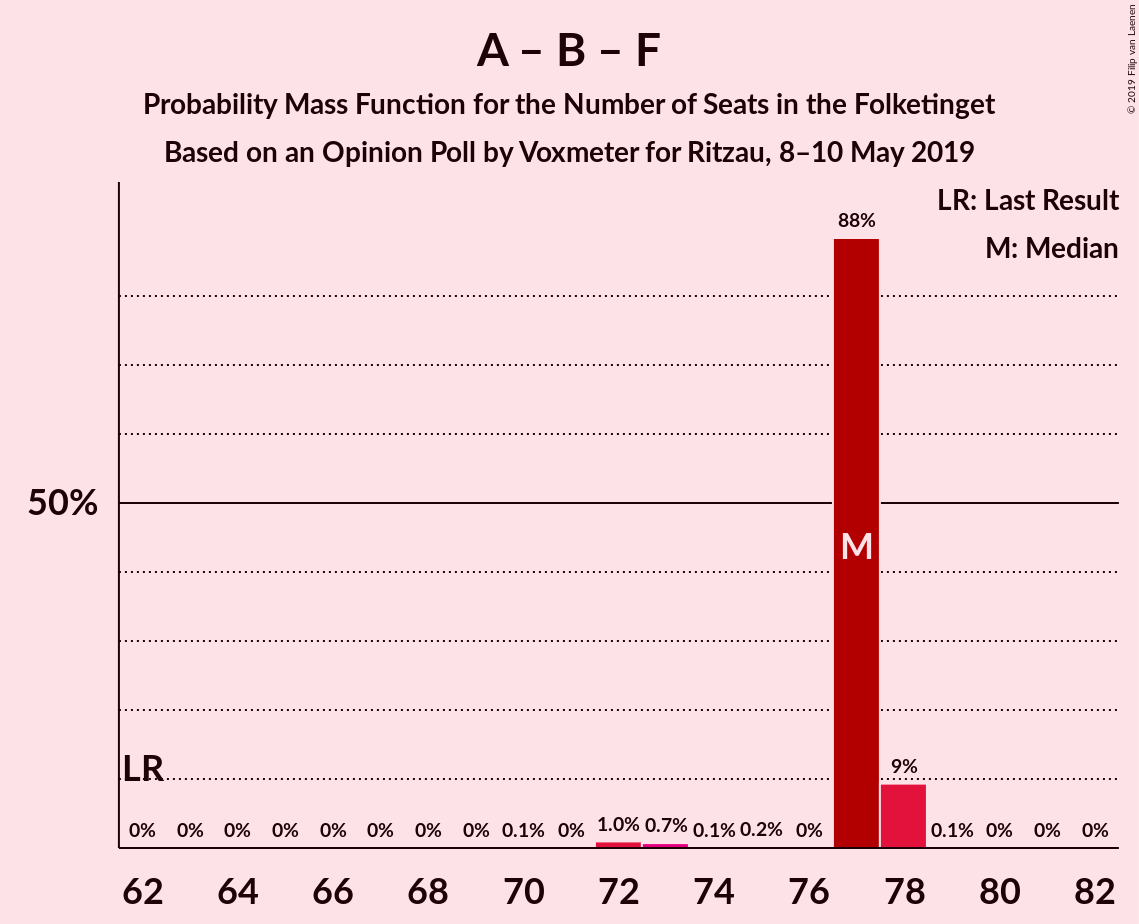 A – B – F
Probability Mass Function for the Number of Seats in the Folketinget
Based on an Opinion Poll by Voxmeter for Ritzau, 8–10 May 2019
© 2019 Filip van Laenen
LR: Last Result
M: Median
88%
50%
M
LR
9%
0% 0% 0% 0% 0% 0% 0% 0% 0.1% 0% 1.0% 0.7% 0.1% 0.2% 0% 0.1% 0% 0% 0%
62 64 66 68 70 72 74 76 78 80 82